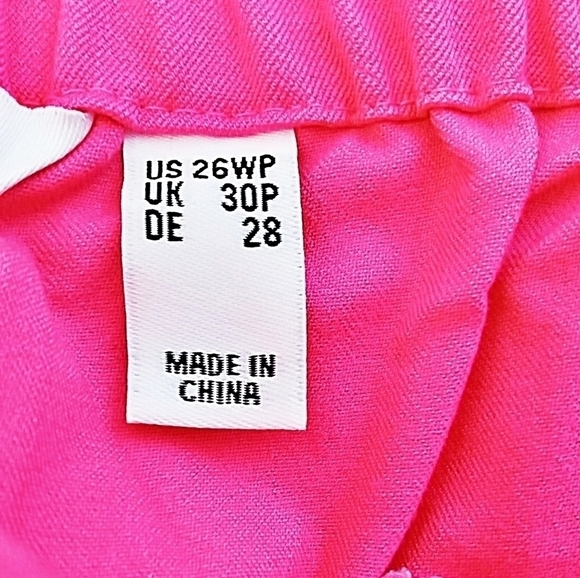 US 26WP
UK 30P
DE 28
MADE IN
CHINA